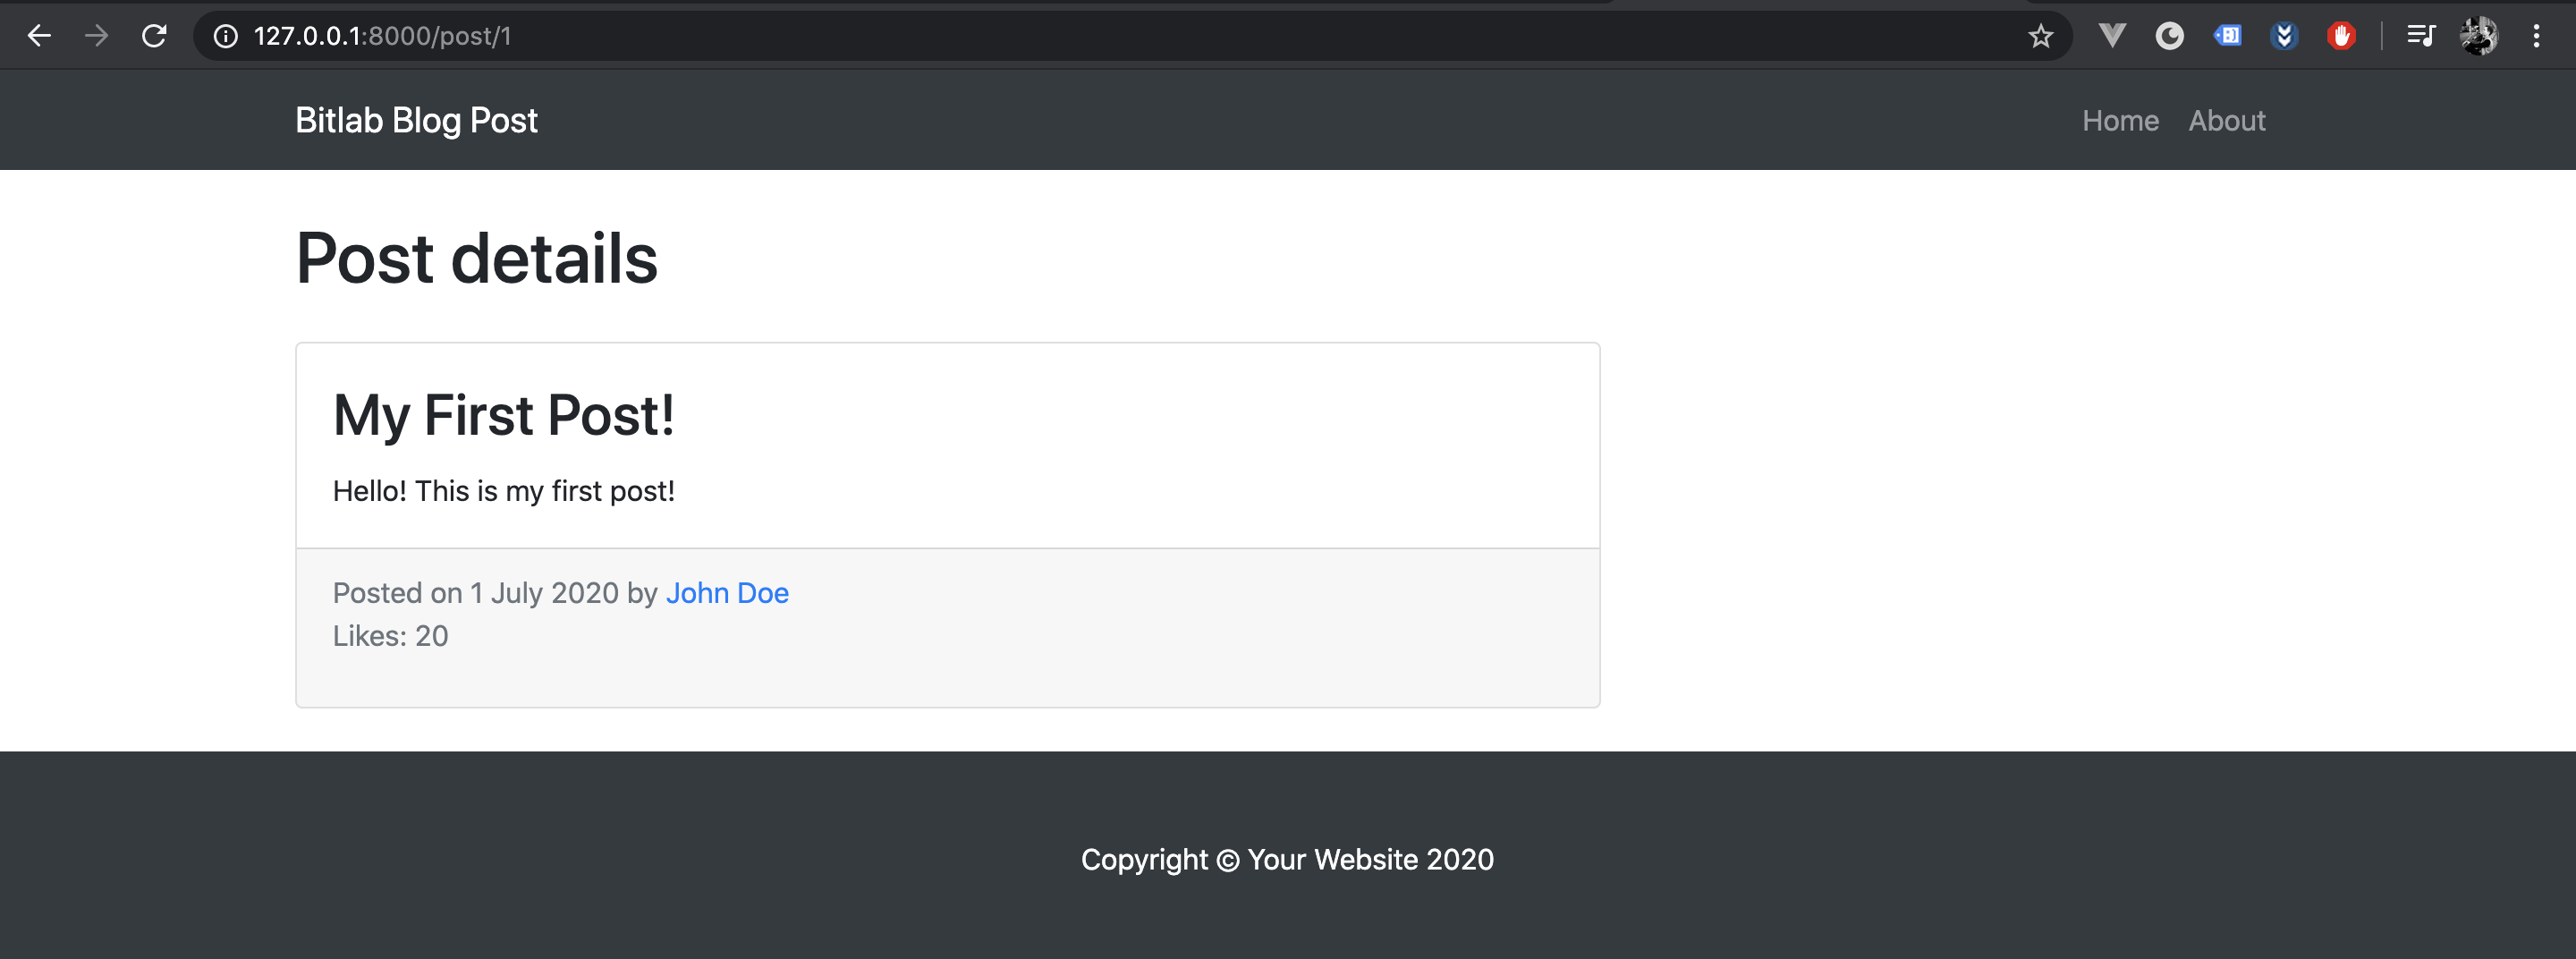 127.0.0.1:8000/post/1
Bitlab Blog Post
Home About
Post details
My First Post!
Hello! This is my first post!
Posted on 1 July 2020 by John Doe
Likes: 20
Copyright © Your Website 2020